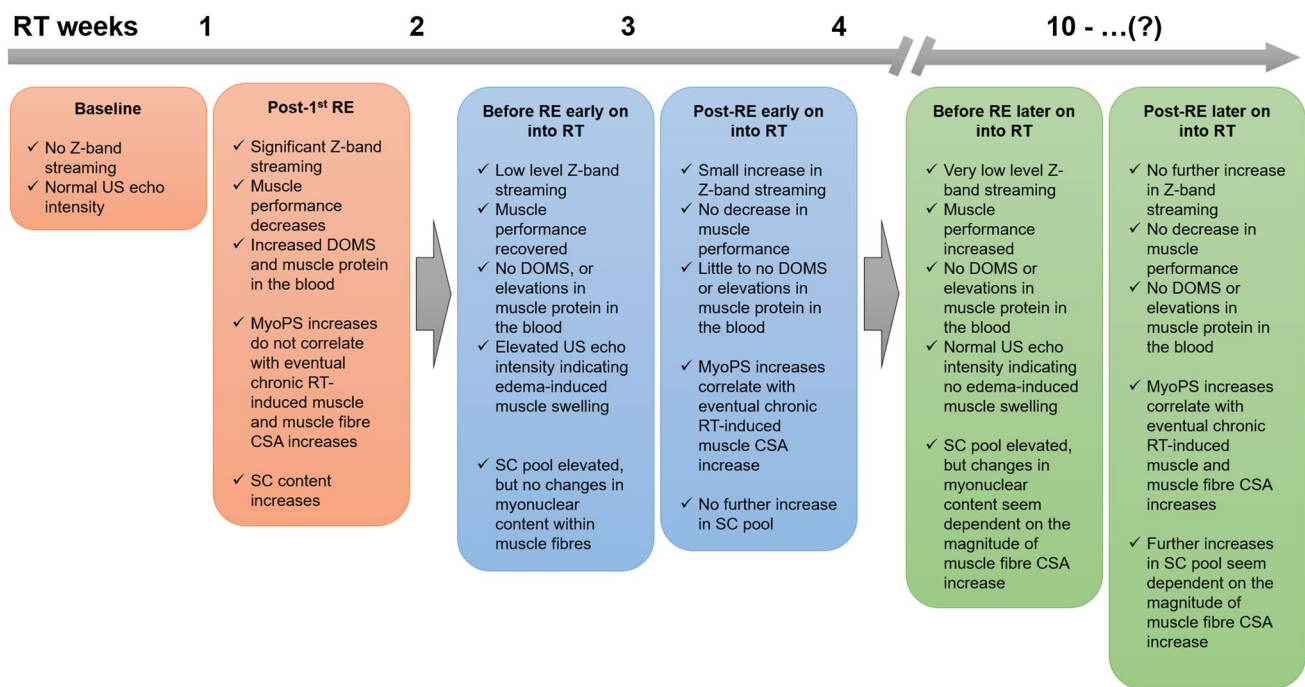 RT weeks 1 2 3 4 10 - ...(?)
Baseline
✓ No Z-band
streaming
✓ Normal US echo
intensity
Post-1st RE
✓ Significant Z-band
streaming
✓ Muscle
performance
decreases
✓ Increased DOMS
and muscle protein
in the blood
✓ MyoPS increases
do not correlate
with eventual
chronic RT-
induced muscle
and muscle fibre
CSA increases
✓ SC content
increases
Before RE early on
into RT
✓ Low level Z-band
streaming
✓ Muscle
performance
recovered
✓ No DOMS, or
elevations in
muscle protein in
the blood
✓ Elevated US echo
intensity indicating
edema-induced
muscle swelling
✓ SC pool elevated,
but no changes in
myonuclear
content within
muscle fibres
Post-RE early on
into RT
✓ Small increase in
Z-band streaming
✓ No decrease in
muscle
performance
✓ Little to no DOMS
or elevations in
muscle protein in
the blood
✓ MyoPS increases
correlate with
eventual chronic
RT-induced
muscle CSA
increase
✓ No further increase
in SC pool
Before RE later on
into RT
✓ Very low level Z-
band streaming
✓ Muscle
performance
increased
✓ No DOMS or
elevations in
muscle protein in
the blood
✓ Normal US echo
intensity indicating
no edema-induced
muscle swelling
✓ SC pool elevated,
but changes in
myonuclear
content seem
dependent on the
magnitude of
muscle fibre CSA
increase
Post-RE later on
into RT
✓ No further increase
in Z-band
streaming
✓ No decrease in
muscle
performance
✓ No DOMS or
elevations in
muscle protein in
the blood
✓ MyoPS increases
correlate with
eventual chronic
RT-induced
muscle and
muscle fibre CSA
increases
✓ Further increases
in SC pool seem
dependent on the
magnitude of
muscle fibre CSA
increase